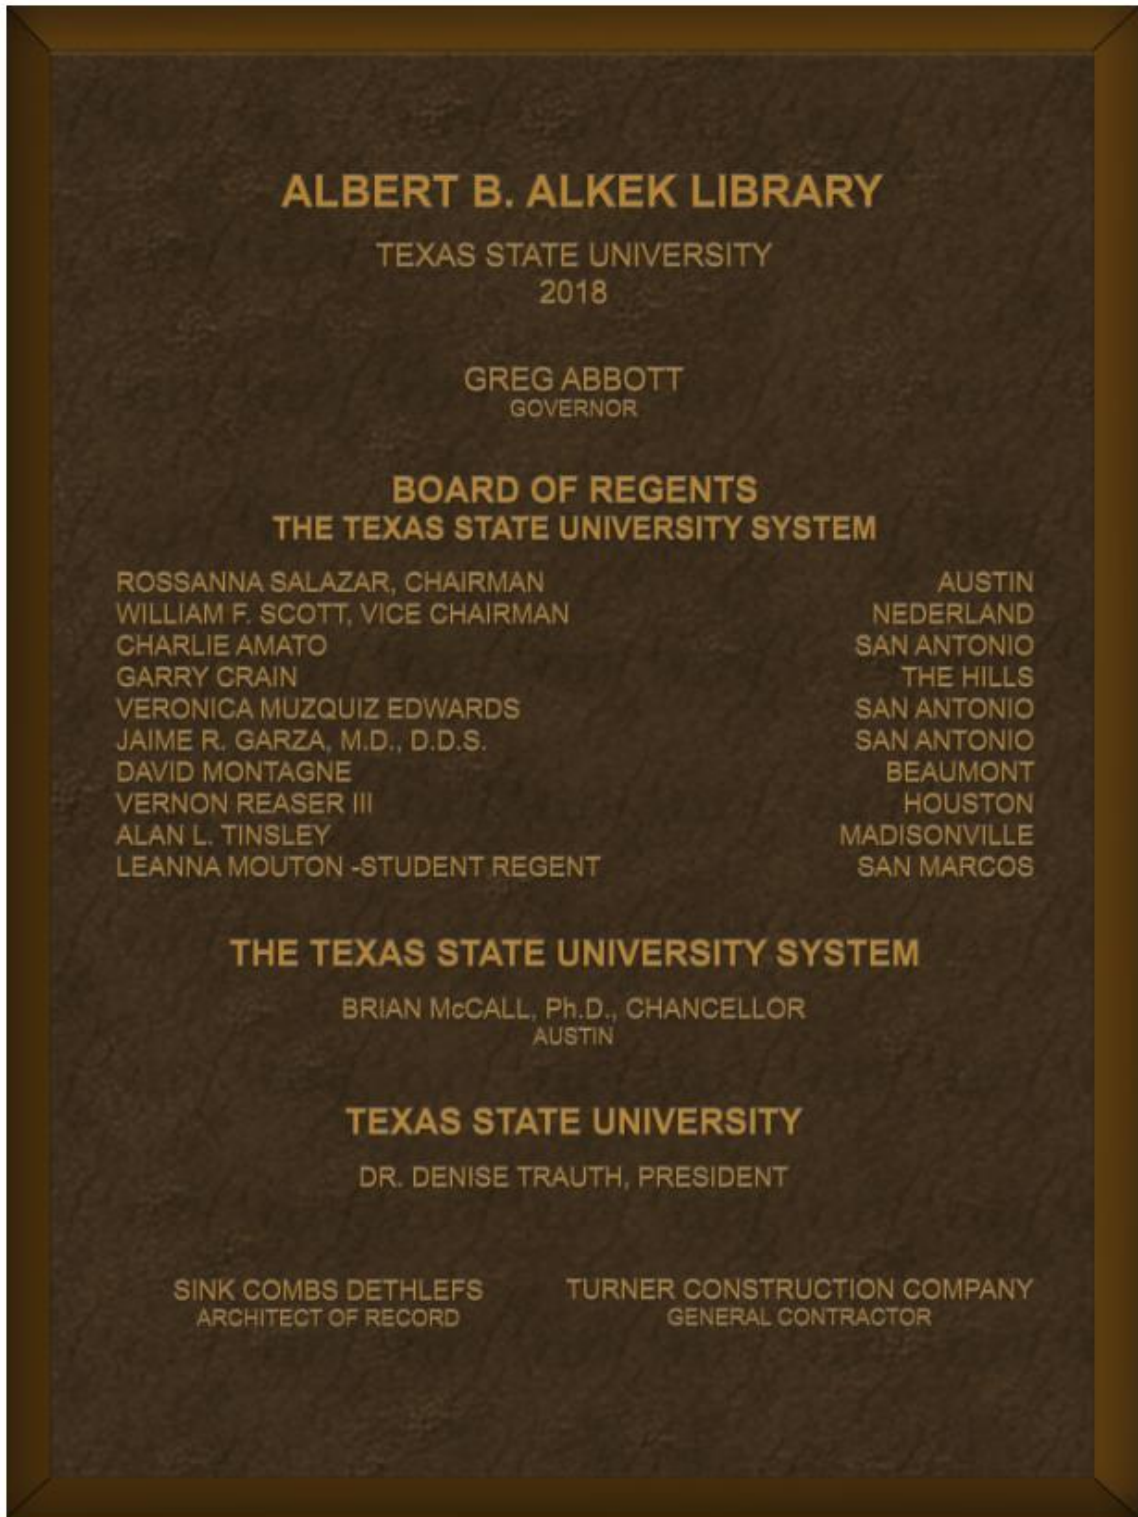 ALBERT B. ALKEK LIBRARY
TEXAS STATE UNIVERSITY
2018
GREG ABBOTT
GOVERNOR
BOARD OF REGENTS
THE TEXAS STATE UNIVERSITY SYSTEM
ROSSANNA SALAZAR, CHAIRMAN AUSTIN
WILLIAM F. SCOTT, VICE CHAIRMAN NEDERLAND
CHARLIE AMATO SAN ANTONIO
GARRY CRAIN THE HILLS
VERONICA MUZQUIZ EDWARDS SAN ANTONIO
JAIME R. GARZA, M.D., D.D.S. SAN ANTONIO
DAVID MONTAGNE BEAUMONT
VERNON REASER III HOUSTON
ALAN L. TINSLEY MADISONVILLE
LEANNA MOUTON -STUDENT REGENT SAN MARCOS
THE TEXAS STATE UNIVERSITY SYSTEM
BRIAN McCALL, Ph.D., CHANCELLOR
AUSTIN
TEXAS STATE UNIVERSITY
DR. DENISE TRAUTH, PRESIDENT
SINK COMBS DETHLEFS TURNER CONSTRUCTION COMPANY
ARCHITECT OF RECORD GENERAL CONTRACTOR